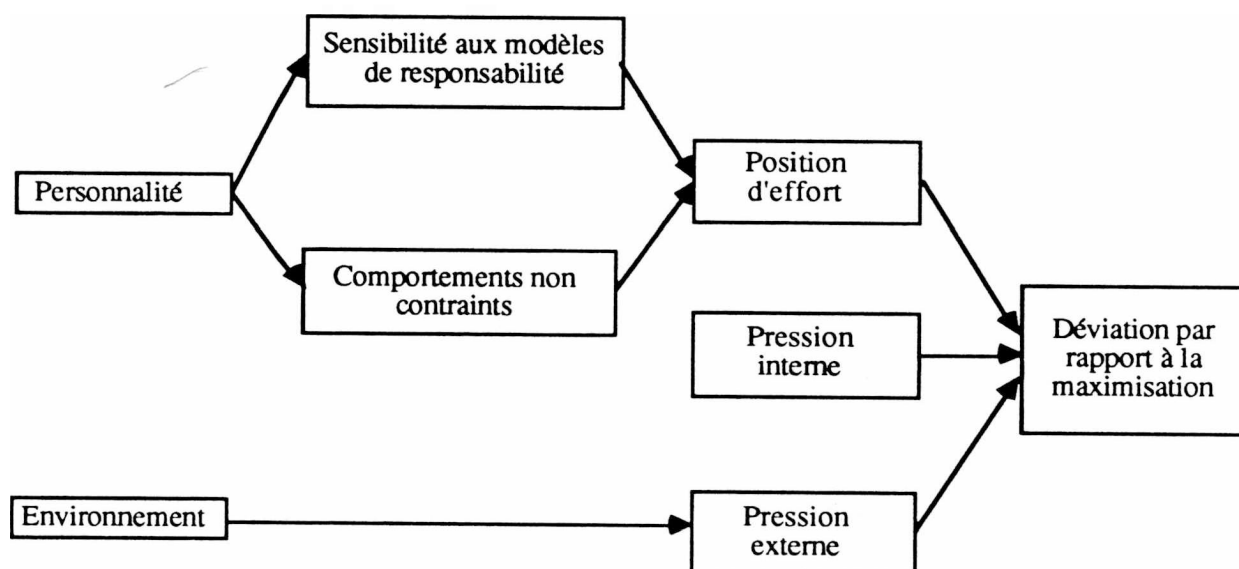 Sensibilité aux modèles
de responsabilité
Personnalité
Position
d'effort
Comportements non
contraints
Pression
interne
Déviation par
rapport à la
maximisation
Environnement
Pression
externe